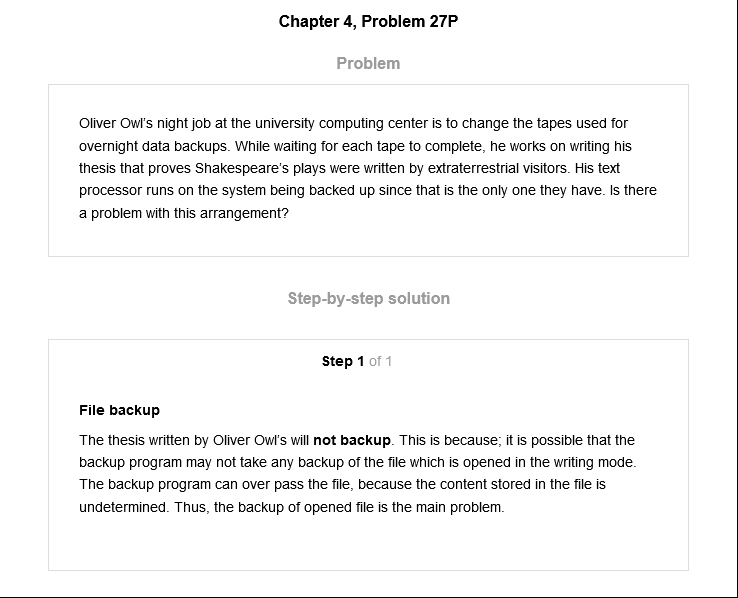 Chapter 4, Problem 27P
Problem
Oliver Owl's night job at the university computing center is to change the tapes used for
overnight data backups. While waiting for each tape to complete, he works on writing his
thesis that proves Shakespeare's plays were written by extraterrestrial visitors. His text
processor runs on the system being backed up since that is the only one they have. Is there
a problem with this arrangement?
Step-by-step solution
Step 1 of 1
File backup
The thesis written by Oliver Owl's will not backup. This is because; it is possible that the
backup program may not take any backup of the file which is opened in the writing mode.
The backup program can over pass the file, because the content stored in the file is
undetermined. Thus, the backup of opened file is the main problem.